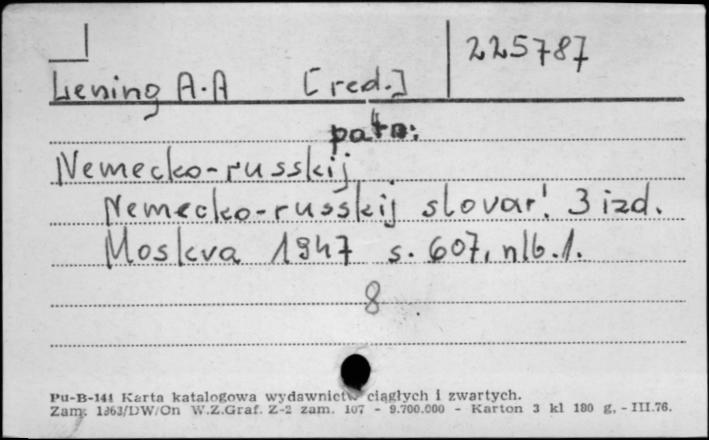 225787
Lening A.A [red.]
patrz:
Nemecko-russkij
Nemecko-russkij slovar'. 3 izd.
Moskva 1947 s. 607, nlb. 1.
8
Pu-B-141 Karta katalogowa wydawnictw ciągłych i zwartych.
Zam. 1363/DW/On W.Z.Graf. Z-2 zam. 107 - 9.700.000 - Karton 3 kl 180 g. - III.76.